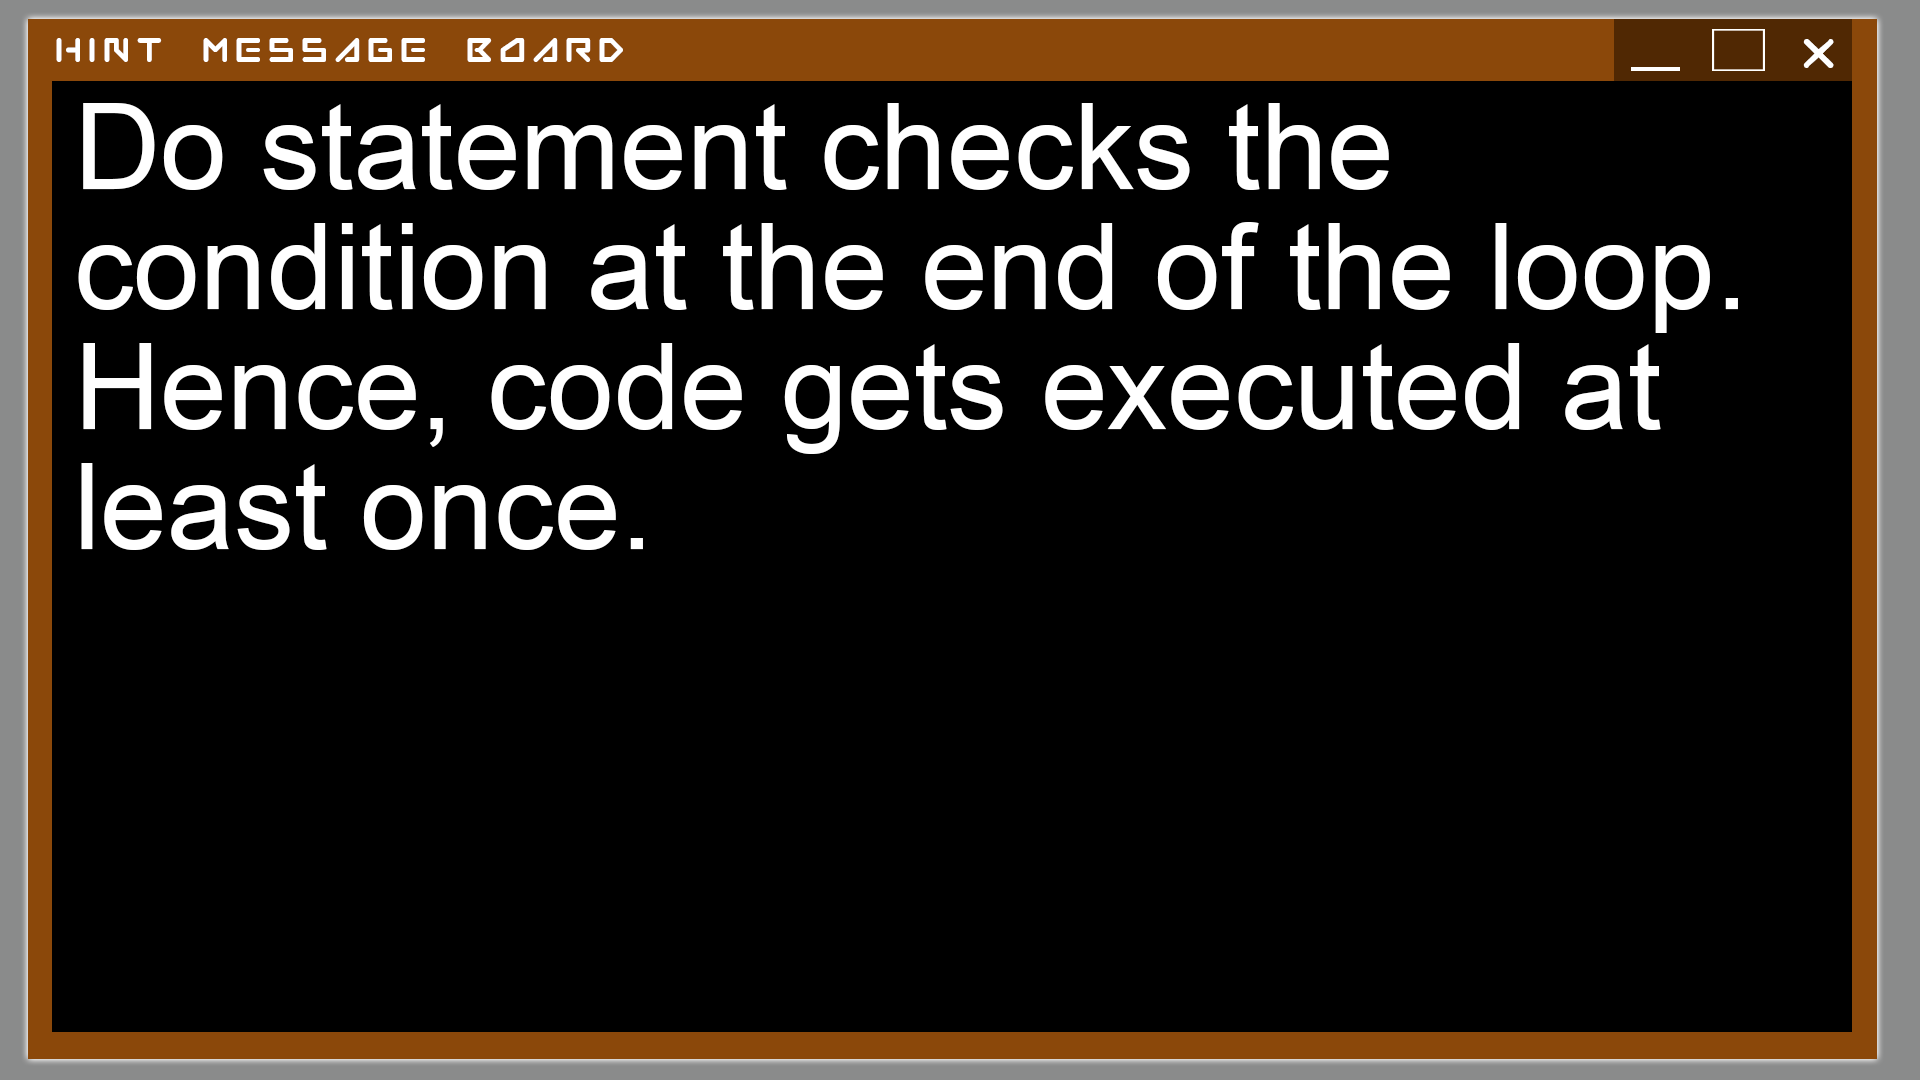 HINT MESSAGE BOARD
Do statement checks the
condition at the end of the loop.
Hence, code gets executed at
least once.